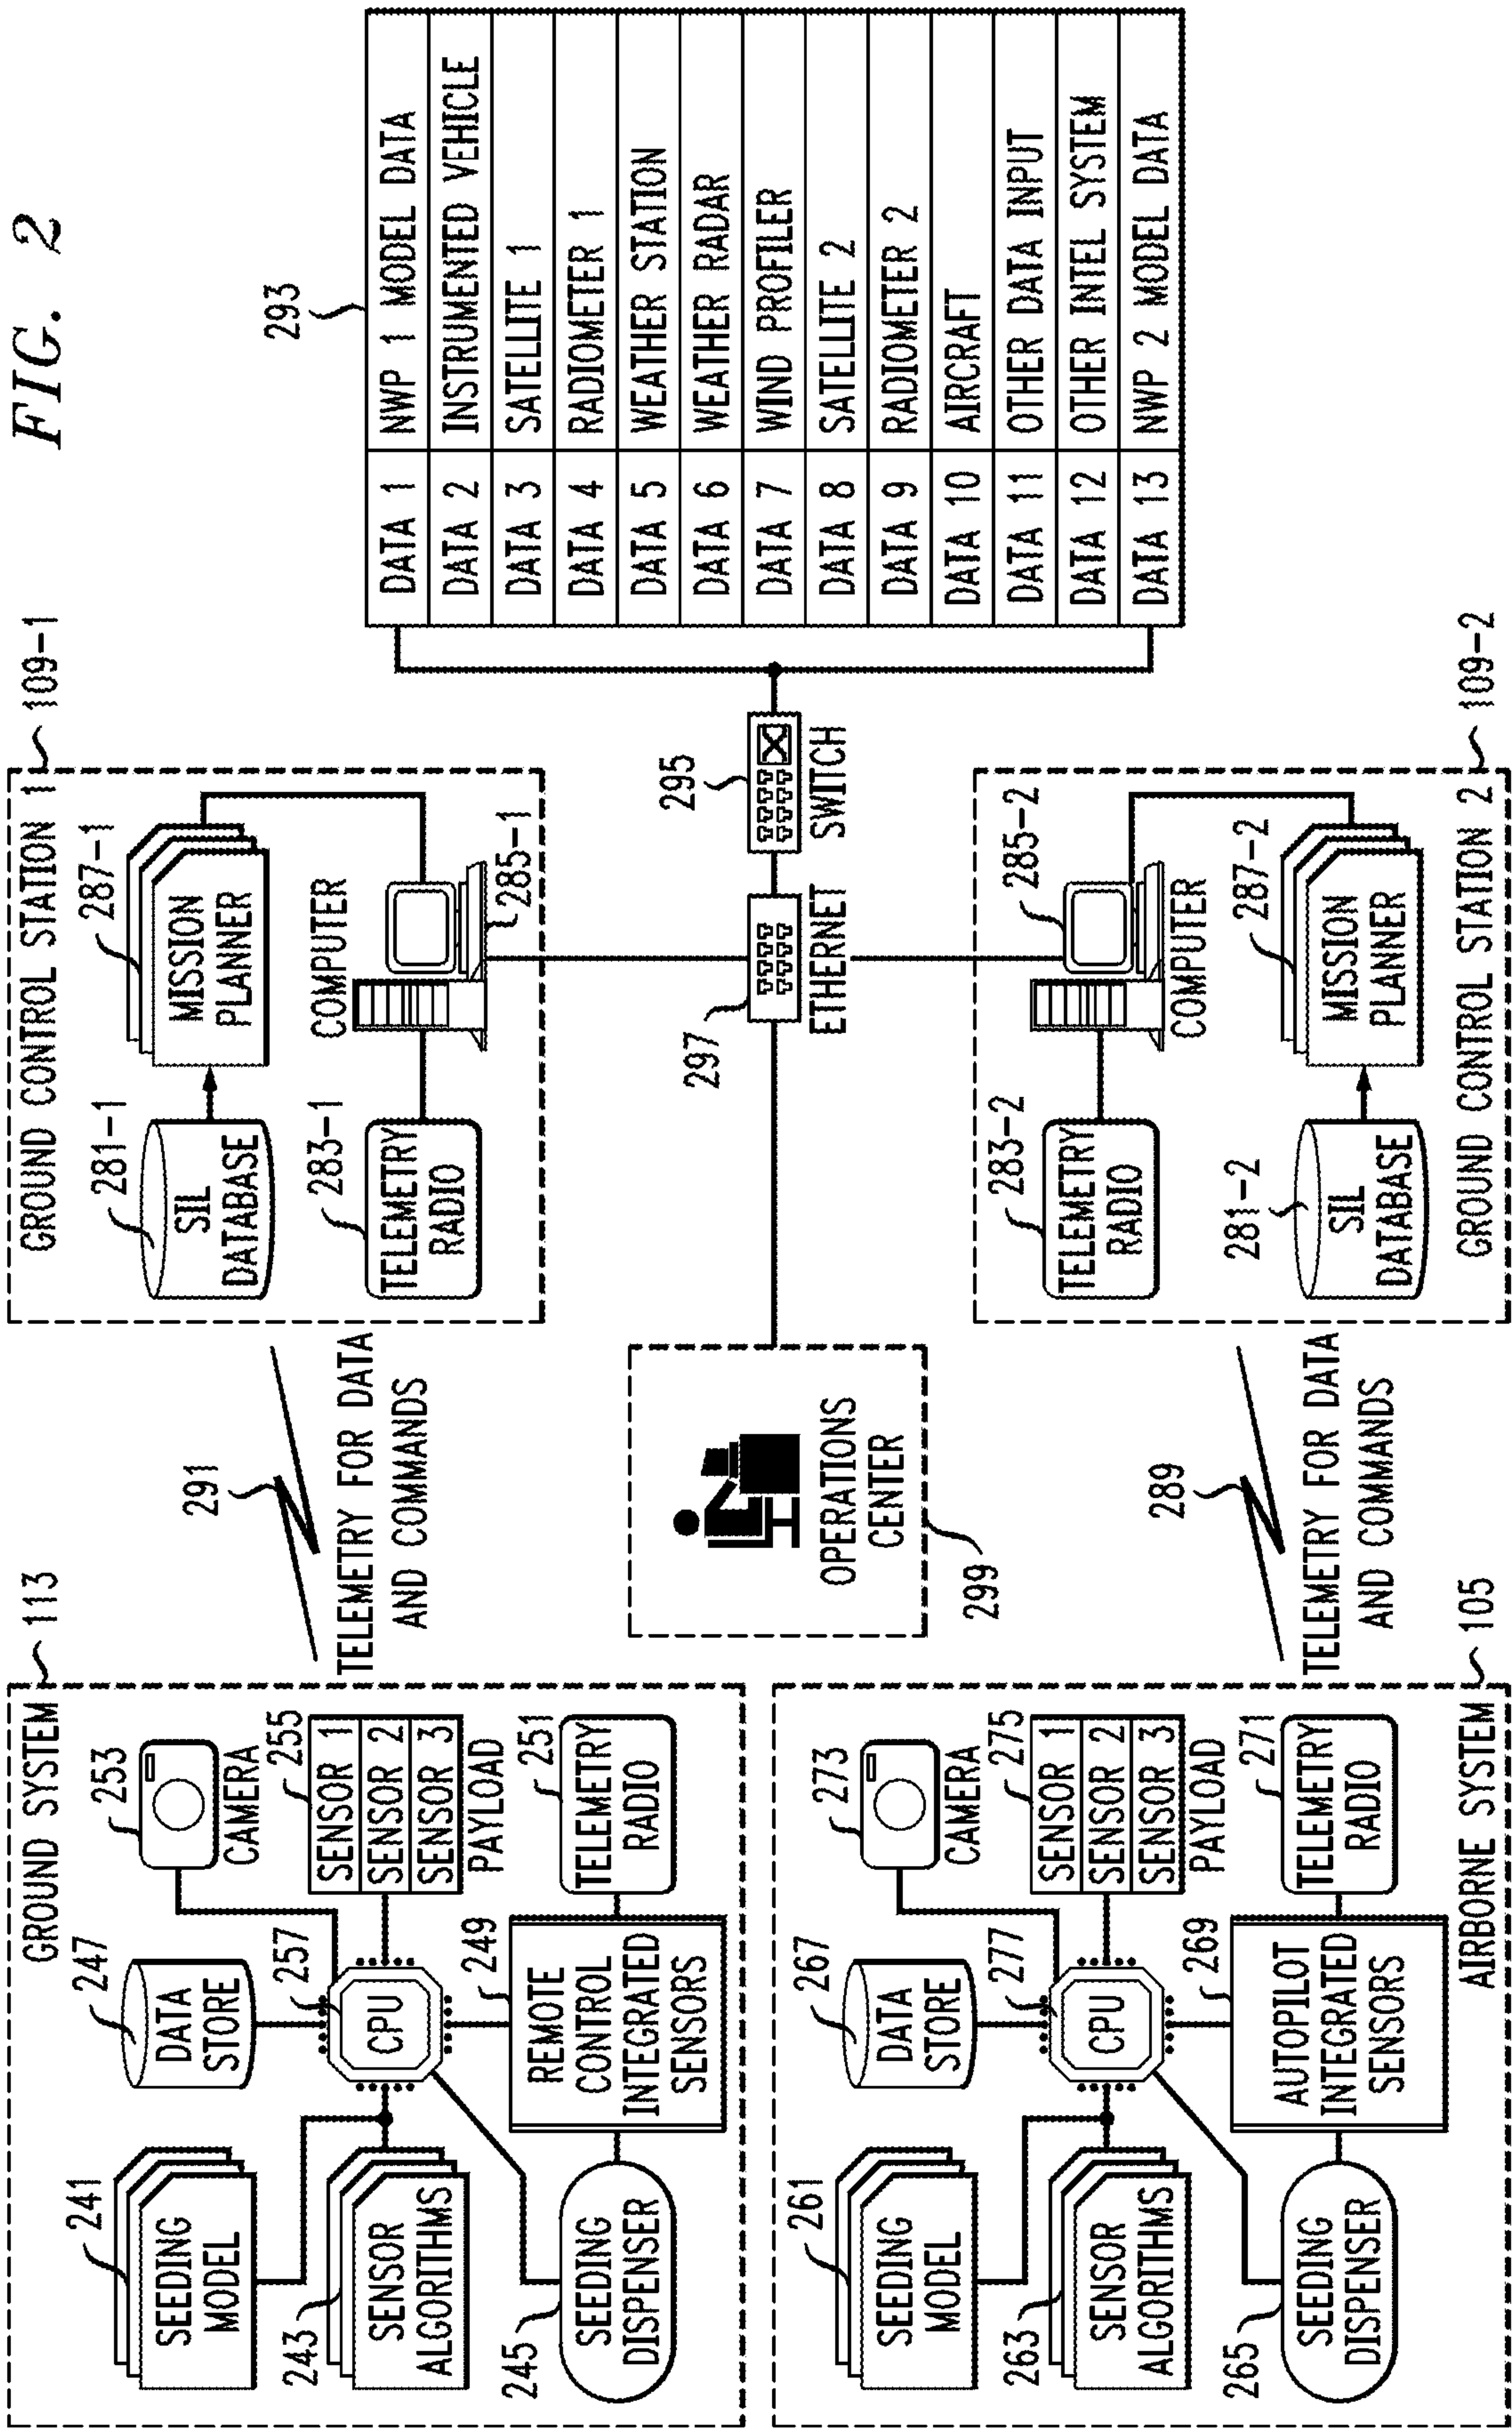 FIG. 2
GROUND SYSTEM
113
241
SEEDING
MODEL
243
SENSOR
ALGORITHMS
245
SEEDING
DISPENSER
247
DATA
STORE
257
CPU
249
REMOTE
CONTROL
INTEGRATED
SENSORS
253
CAMERA
255
SENSOR 1
SENSOR 2
SENSOR 3
PAYLOAD
251
TELEMETRY
RADIO
291
TELEMETRY FOR DATA
AND COMMANDS
GROUND CONTROL STATION 1
109-1
281-1
SIL
DATABASE
287-1
MISSION
PLANNER
283-1
TELEMETRY
RADIO
COMPUTER
285-1
293
DATA 1 NWP 1 MODEL DATA
DATA 2 INSTRUMENTED VEHICLE
DATA 3 SATELLITE 1
DATA 4 RADIOMETER 1
DATA 5 WEATHER STATION
DATA 6 WEATHER RADAR
DATA 7 WIND PROFILER
DATA 8 SATELLITE 2
DATA 9 RADIOMETER 2
DATA 10 AIRCRAFT
DATA 11 OTHER DATA INPUT
DATA 12 OTHER INTEL SYSTEM
DATA 13 NWP 2 MODEL DATA
OPERATIONS
CENTER
299
297
ETHERNET
295
SWITCH
261
SEEDING
MODEL
263
SENSOR
ALGORITHMS
265
SEEDING
DISPENSER
267
DATA
STORE
277
CPU
269
AUTOPILOT
INTEGRATED
SENSORS
273
CAMERA
275
SENSOR 1
SENSOR 2
SENSOR 3
PAYLOAD
271
TELEMETRY
RADIO
AIRBORNE SYSTEM
105
289
TELEMETRY FOR DATA
AND COMMANDS
283-2
TELEMETRY
RADIO
285-2
COMPUTER
281-2
SIL
DATABASE
287-2
MISSION
PLANNER
GROUND CONTROL STATION 2
109-2